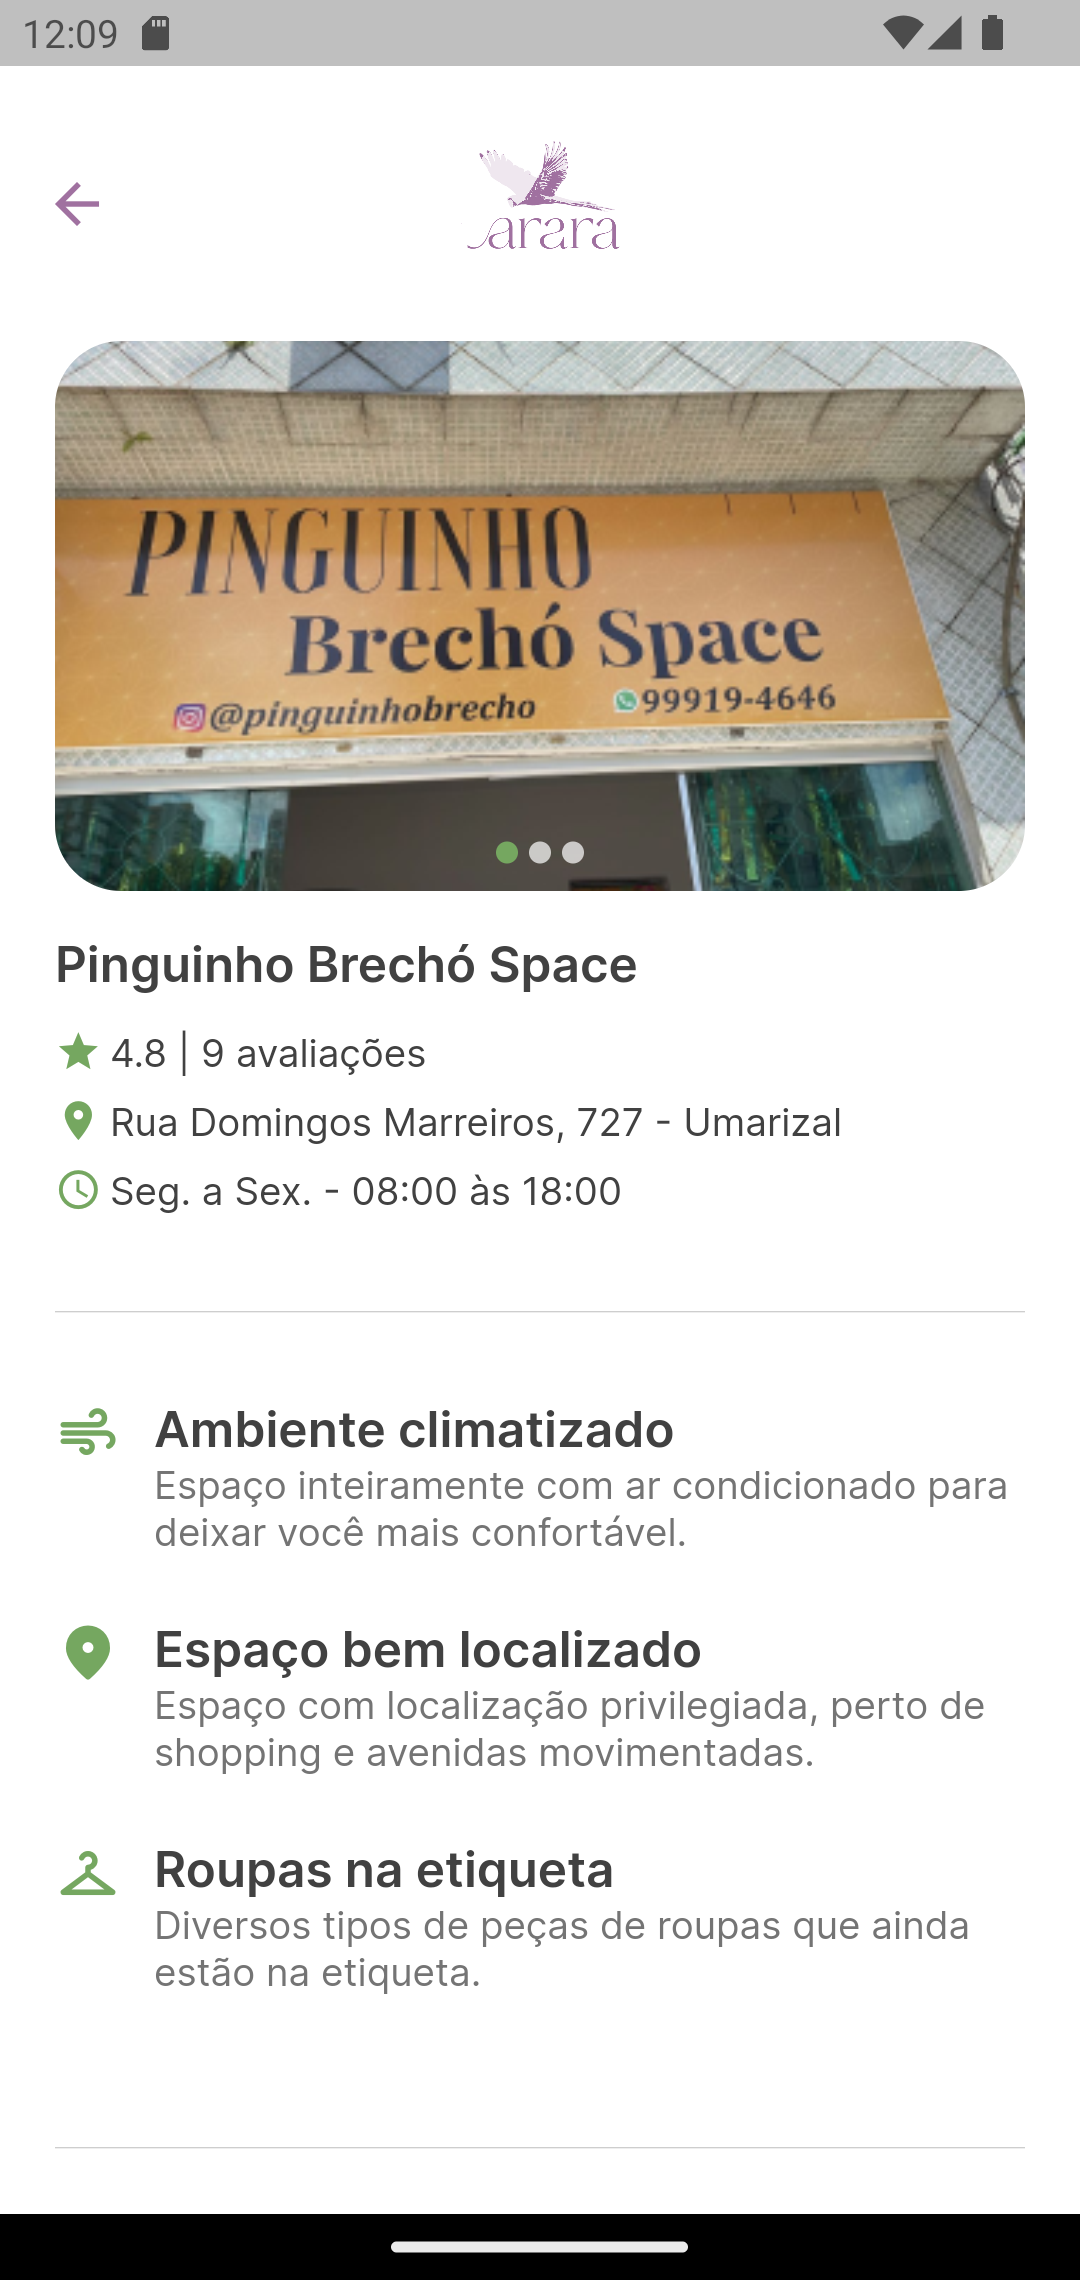 12:09
arara
PINGUINHO
Brechó Space
@pinguinhobrecho 99919-4646
Pinguinho Brechó Space
4.8 | 9 avaliações
Rua Domingos Marreiros, 727 - Umarizal
Seg. a Sex. - 08:00 às 18:00
Ambiente climatizado
Espaço inteiramente com ar condicionado para
deixar você mais confortável.
Espaço bem localizado
Espaço com localização privilegiada, perto de
shopping e avenidas movimentadas.
Roupas na etiqueta
Diversos tipos de peças de roupas que ainda
estão na etiqueta.